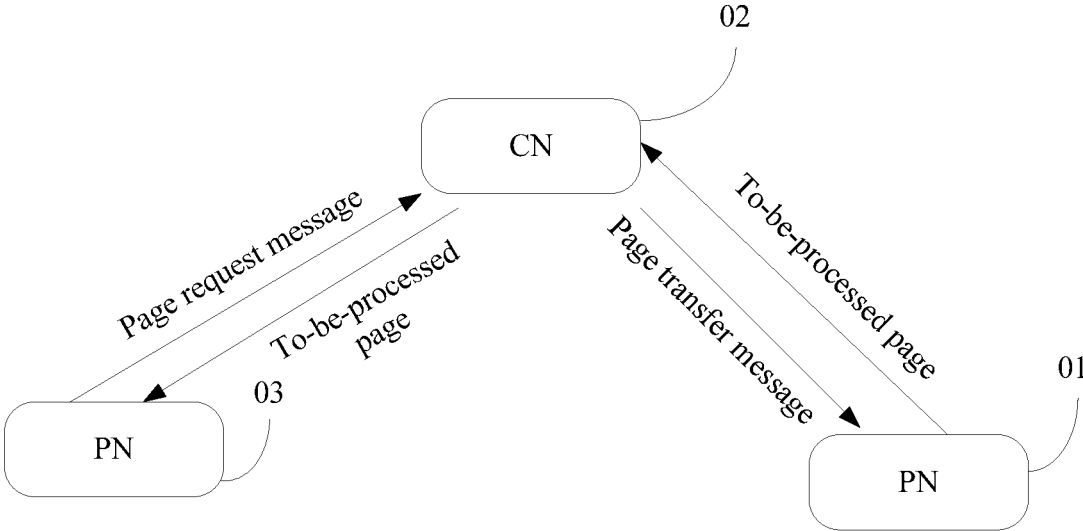 02
CN
Page request message
To-be-processed
page
To-be-processed page
Page transfer message
03
PN
01
PN